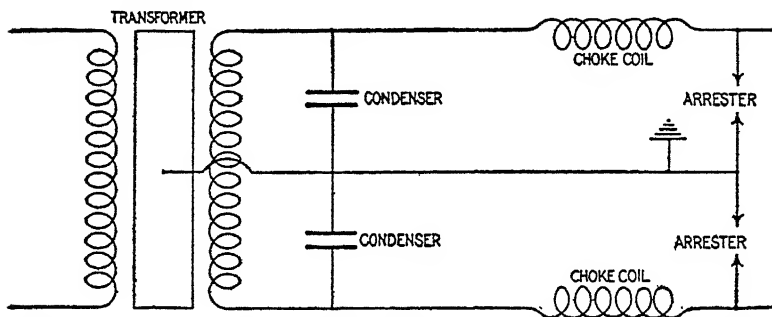 TRANSFORMER
CHOKE COIL
CONDENSER
ARRESTER
CONDENSER
ARRESTER
CHOKE COIL